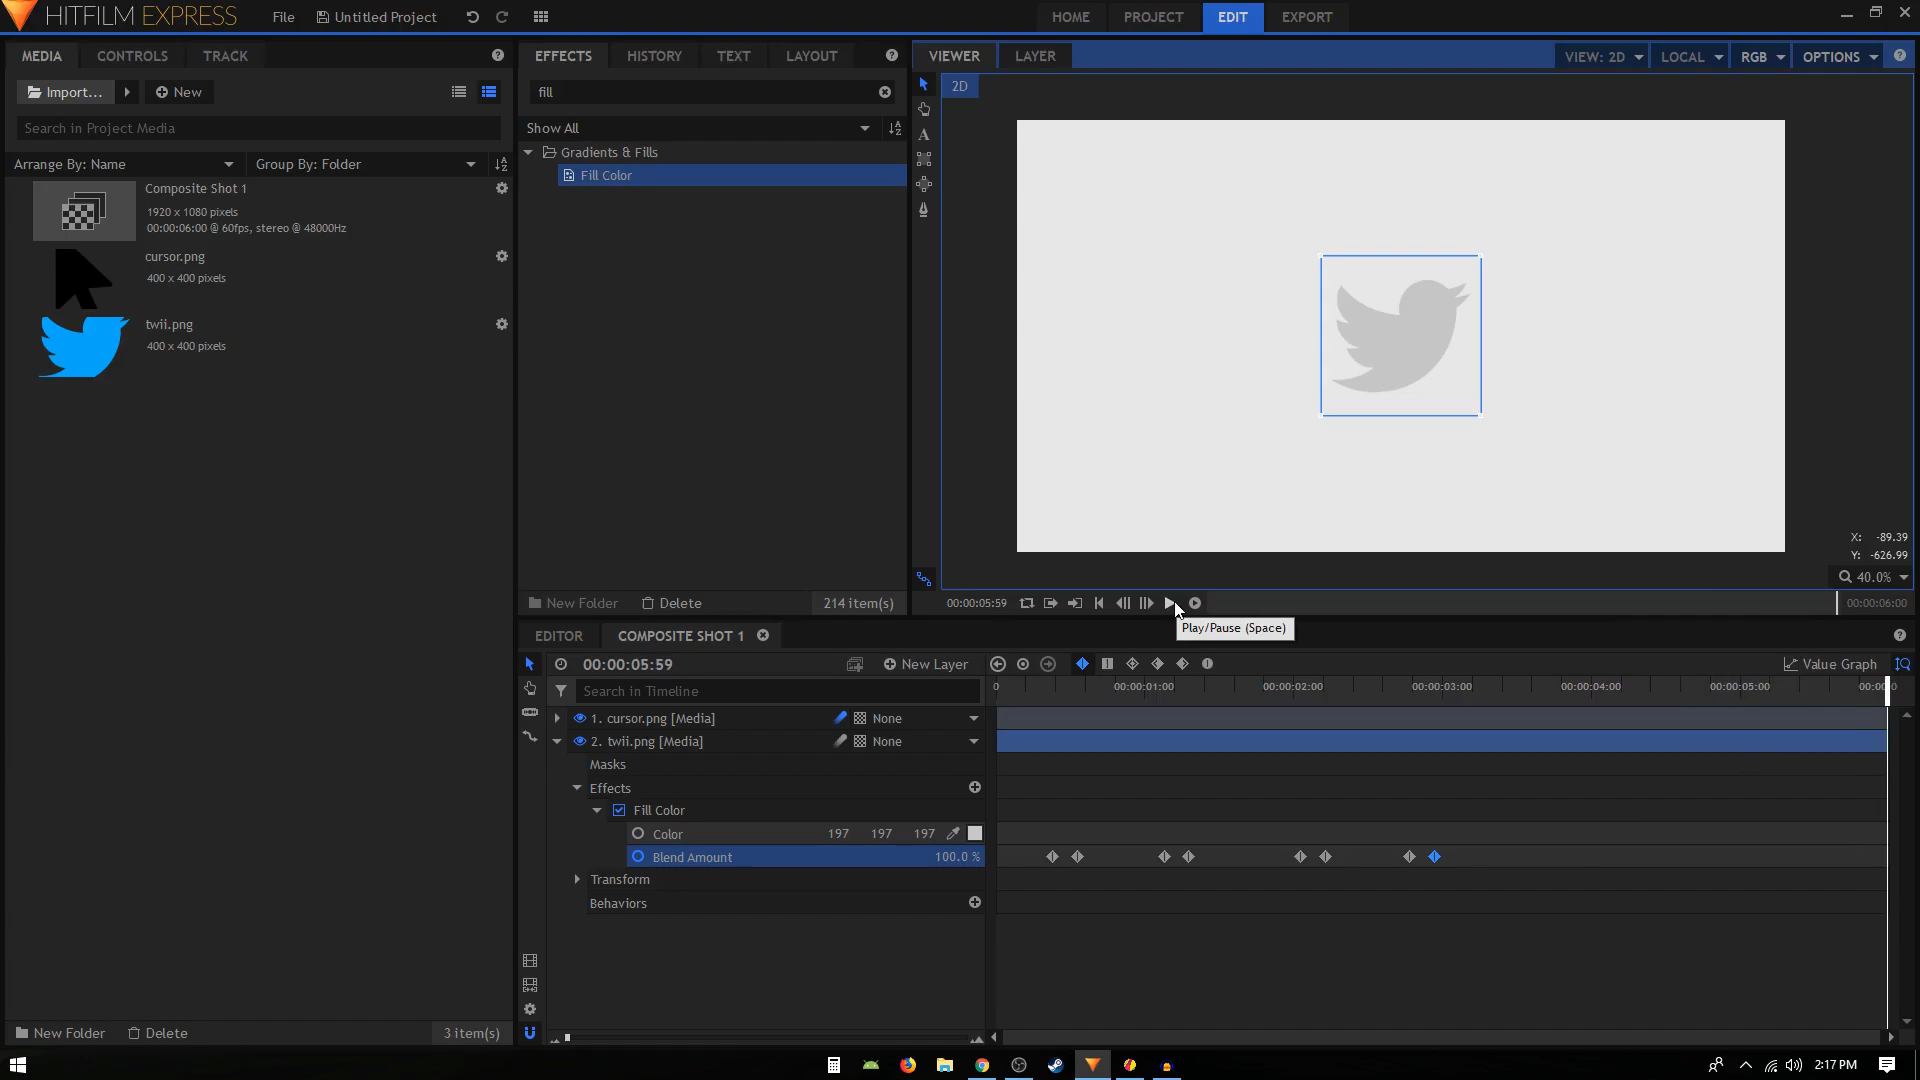 HITFILM EXPRESS File Untitled Project HOME PROJECT EDIT EXPORT
MEDIA CONTROLS TRACK
Import... New
Search in Project Media
Arrange By: Name Group By: Folder
Composite Shot 1
1920 x 1080 pixels
00:00:06:00 @ 60fps, stereo @ 48000Hz
cursor.png
400 x 400 pixels
twii.png
400 x 400 pixels
New Folder Delete 3 item(s)
EFFECTS HISTORY TEXT LAYOUT
fill
Show All
Gradients & Fills
Fill Color
New Folder Delete 214 item(s)
VIEWER LAYER VIEW: 2D LOCAL RGB OPTIONS
2D
A
X: -89.39
Y: -626.99
40.0%
00:00:05:59 00:00:06:00
Play/Pause (Space)
EDITOR COMPOSITE SHOT 1
00:00:05:59 New Layer Value Graph
Search in Timeline
0 00:00:01:00 00:00:02:00 00:00:03:00 00:00:04:00 00:00:05:00 00:00:0
1. cursor.png [Media] None
2. twii.png [Media] None
Masks
Effects
Fill Color
Color 197 197 197
Blend Amount 100.0 %
Transform
Behaviors
2:17 PM